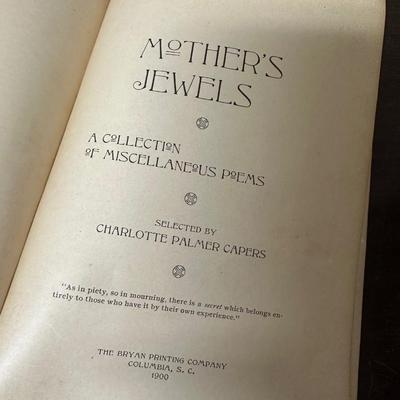 MOTHER'S
JEWELS
A COLLECTION
OF MISCELLANEOUS POEMS
SELECTED BY
CHARLOTTE PALMER CAPERS
"As in piety, so in mourning, there is a secret which belongs en-
tirely to those who have it by their own experience."
THE BRYAN PRINTING COMPANY
COLUMBIA, S. C.
1900